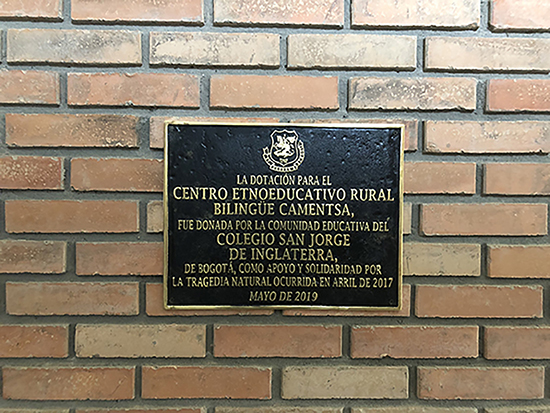 LA DOTACIÓN PARA EL
CENTRO ETNOEDUCATIVO RURAL
BILINGÜE CAMENTSA,
FUE DONADA POR LA COMUNIDAD EDUCATIVA DEL
COLEGIO SAN JORGE
DE INGLATERRA,
DE BOGOTÁ, COMO APOYO Y SOLIDARIDAD POR
LA TRAGEDIA NATURAL OCURRIDA EN ABRIL DE 2017
MAYO DE 2019